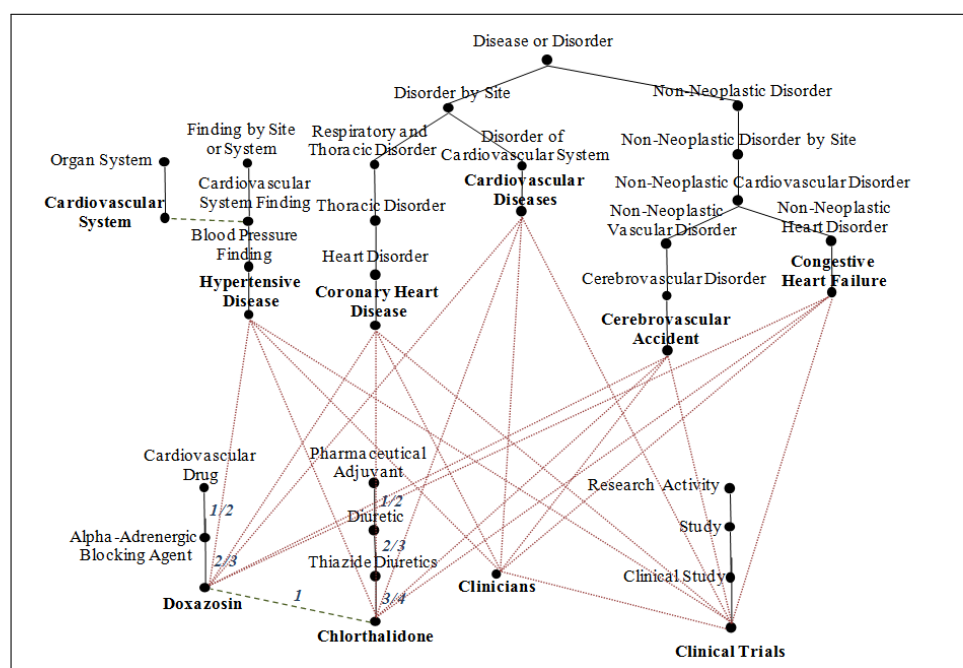 Disease or Disorder
Disorder by Site
Non-Neoplastic Disorder
Finding by Site
or System
Respiratory and
Thoracic Disorder
Disorder of
Cardiovascular System
Non-Neoplastic Disorder by Site
Organ System
Cardiovascular
System Finding
Cardiovascular
Diseases
Non-Neoplastic Cardiovascular Disorder
Cardiovascular
System
Thoracic Disorder
Non-Neoplastic
Vascular Disorder
Non-Neoplastic
Heart Disorder
Blood Pressure
Finding
Heart Disorder
Cerebrovascular Disorder
Congestive
Heart Failure
Hypertensive
Disease
Coronary Heart
Disease
Cerebrovascular
Accident
Cardiovascular
Drug
Pharmaceutical
Adjuvant
Research Activity
1/2
1/2
Diuretic
Study
Alpha-Adrenergic
Blocking Agent
2/3
2/3
Thiazide Diuretics
Clinical Study
Doxazosin
1
3/4
Clinicians
Chlorthalidone
Clinical Trials